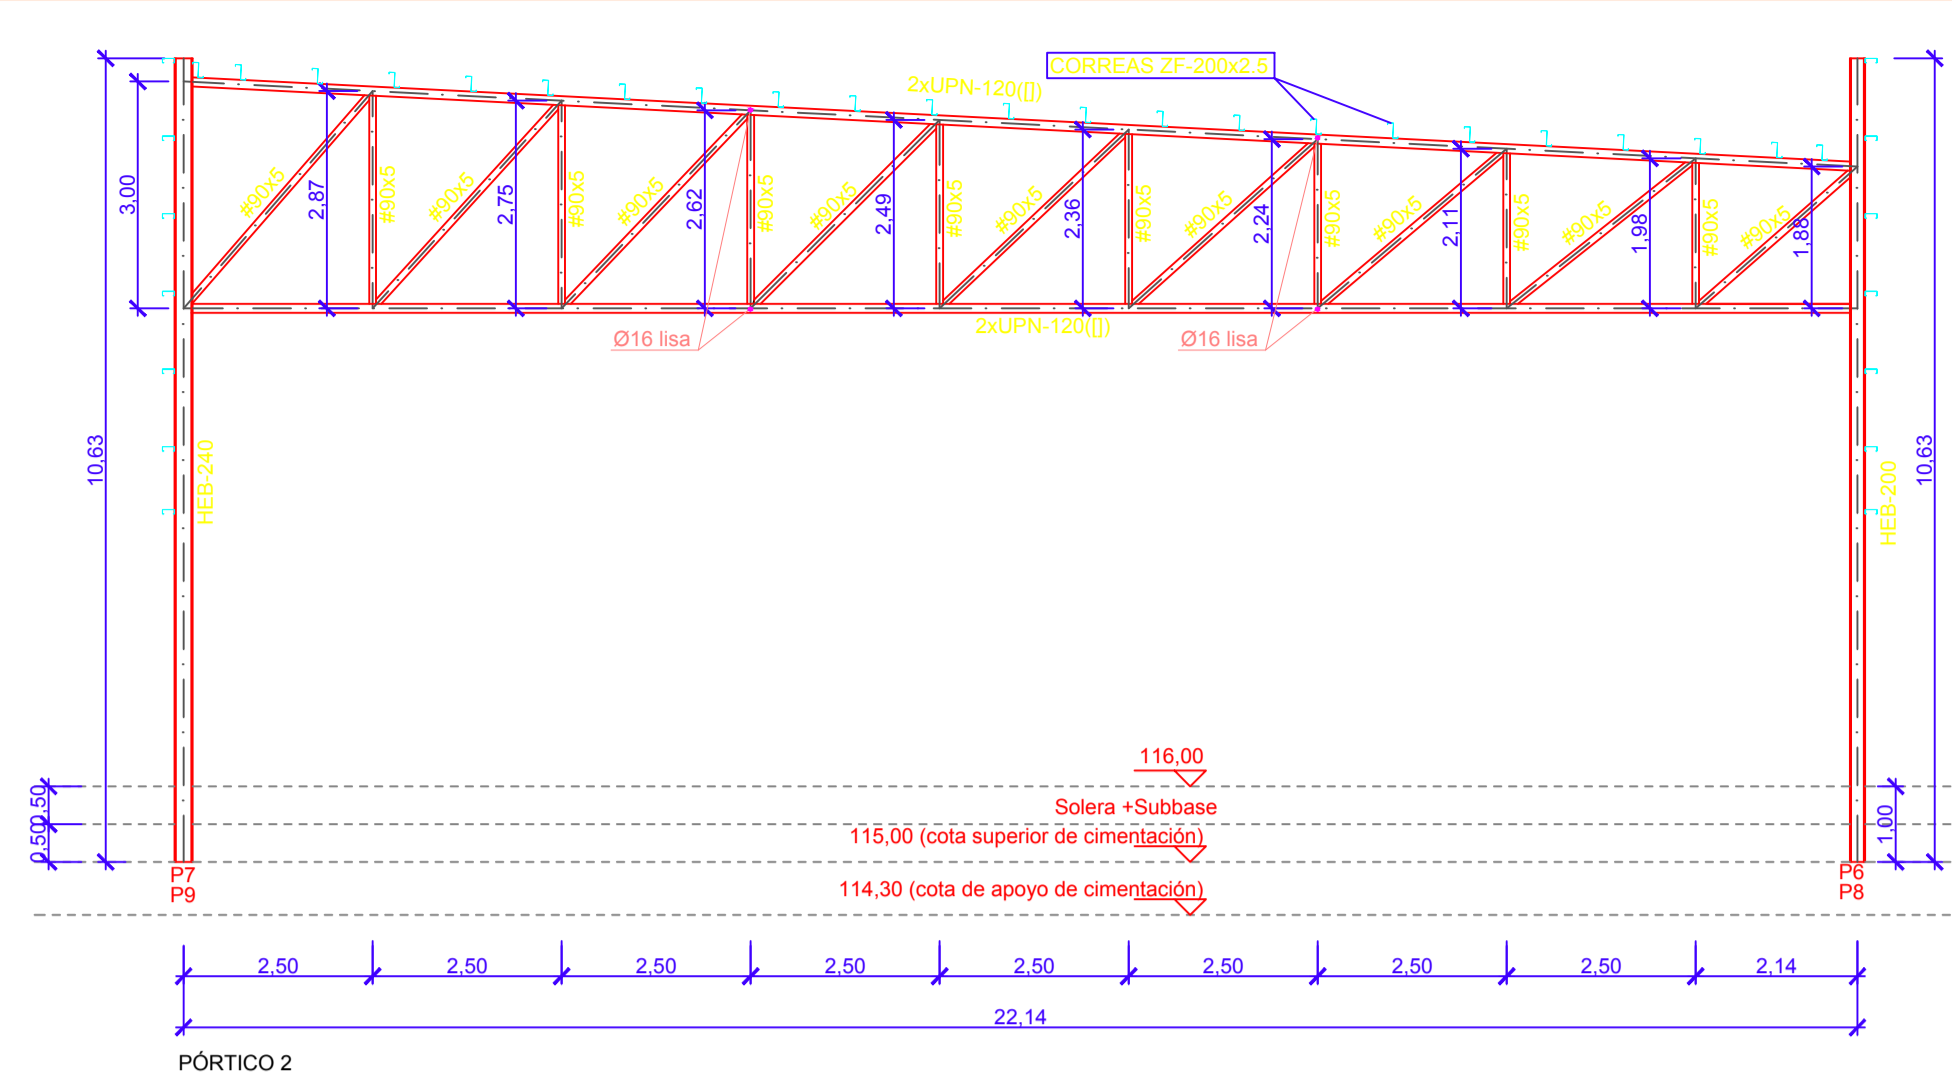 CORREAS ZF-200x2.5
2xUPN-120([])
3,00
#90x5
2,87
#90x5
#90x5
2,75
#90x5
#90x5
2,62
#90x5
#90x5
2,49
#90x5
#90x5
2,36
#90x5
#90x5
2,24
#90x5
#90x5
2,11
#90x5
#90x5
1,98
#90x5
#90x5
1,88
2xUPN-120([])
Ø16 lisa
Ø16 lisa
10,63
HEB-240
HEB-200
10,63
116,00
0,50
Solera +Subbase
0,50
115,00 (cota superior de cimentación)
1,00
P7
P9
114,30 (cota de apoyo de cimentación)
P6
P8
2,50
2,50
2,50
2,50
2,50
2,50
2,50
2,50
2,14
22,14
PÓRTICO 2